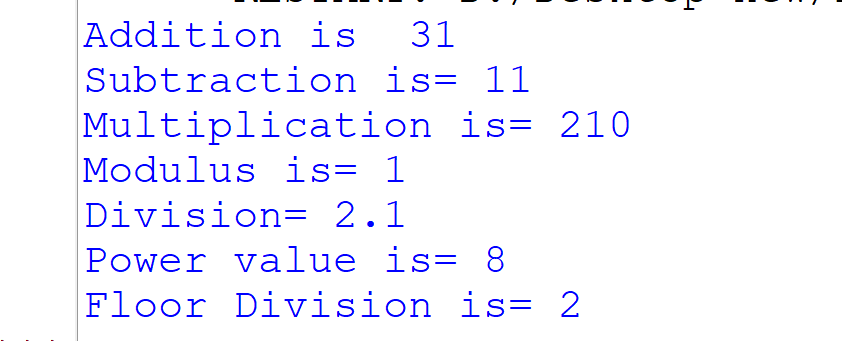 Addition is  31
Subtraction is= 11
Multiplication is= 210
Modulus is= 1
Division= 2.1
Power value is= 8
Floor Division is= 2